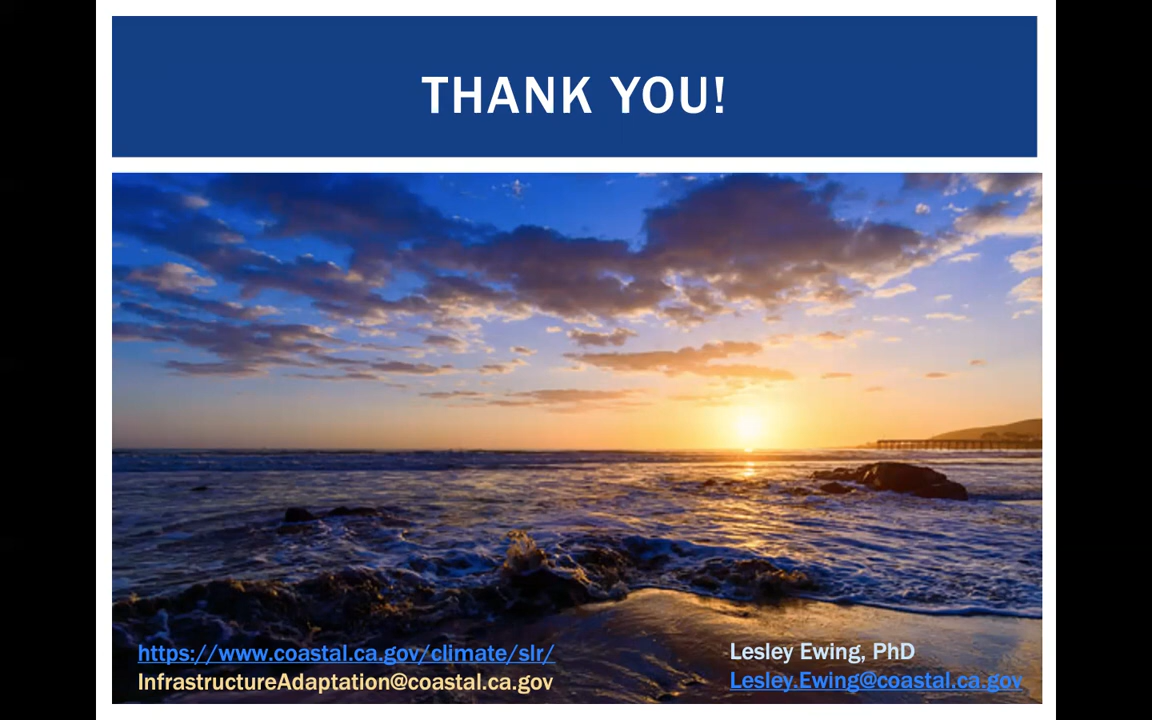 THANK YOU!
https://www.coastal.ca.gov/climate/slr/
InfrastructureAdaptation@coastal.ca.gov
Lesley Ewing, PhD
Lesley.Ewing@coastal.ca.gov